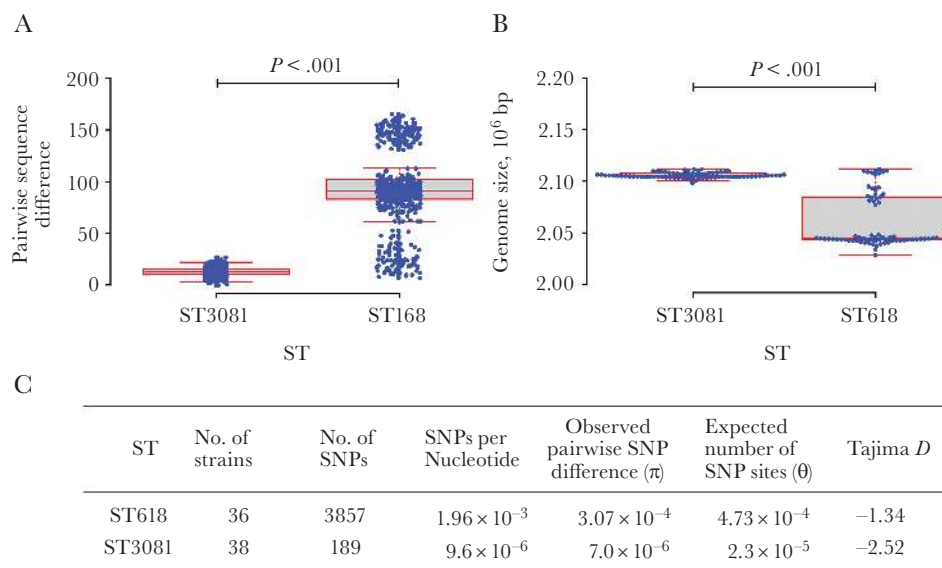 A
B
P < .001
200
150
100
50
0
Pairwise sequence
difference
ST3081
ST168
ST
P < .001
2.20
2.15
2.10
2.05
2.00
Genome size, 10⁶ bp
ST3081
ST618
ST
C
ST No. of strains No. of SNPs SNPs per Nucleotide Observed pairwise SNP difference (π) Expected number of SNP sites (θ) Tajima D
ST618 36 3857 1.96 × 10⁻³ 3.07 × 10⁻⁴ 4.73 × 10⁻⁴ –1.34
ST3081 38 189 9.6 × 10⁻⁶ 7.0 × 10⁻⁶ 2.3 × 10⁻⁵ –2.52